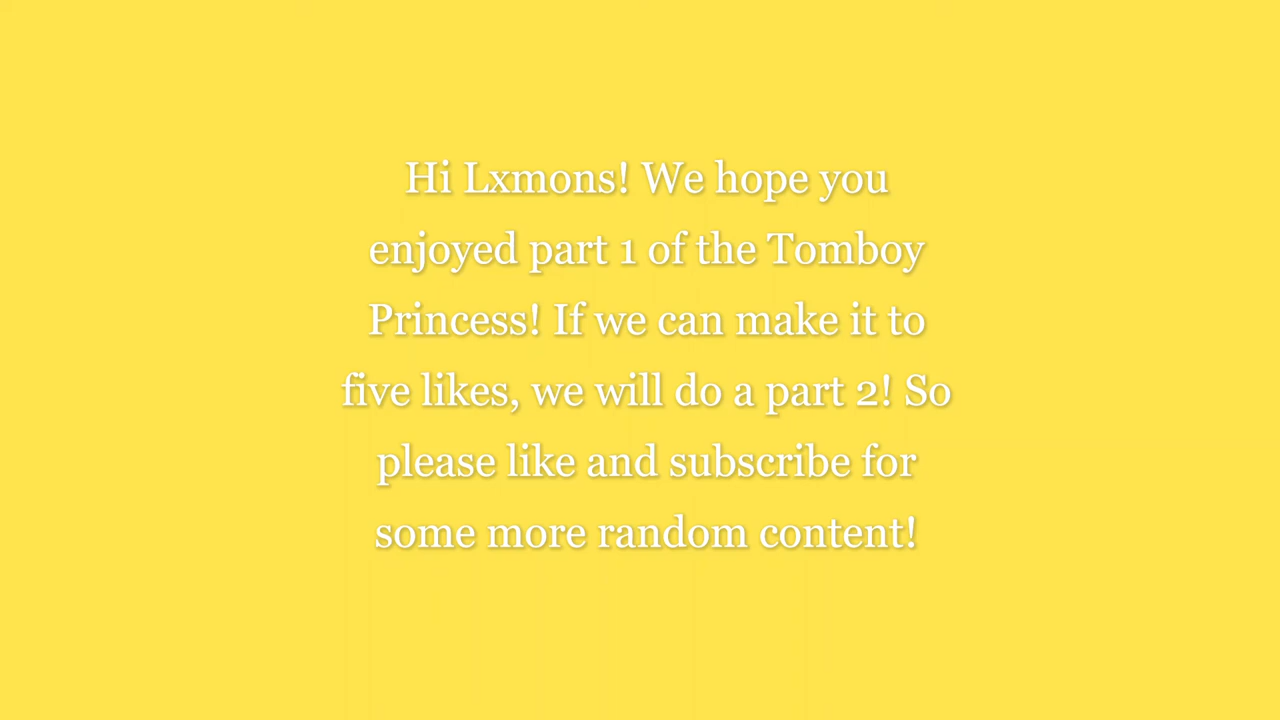 Hi Lxmons! We hope you
enjoyed part 1 of the Tomboy
Princess! If we can make it to
five likes, we will do a part 2! So
please like and subscribe for
some more random content!